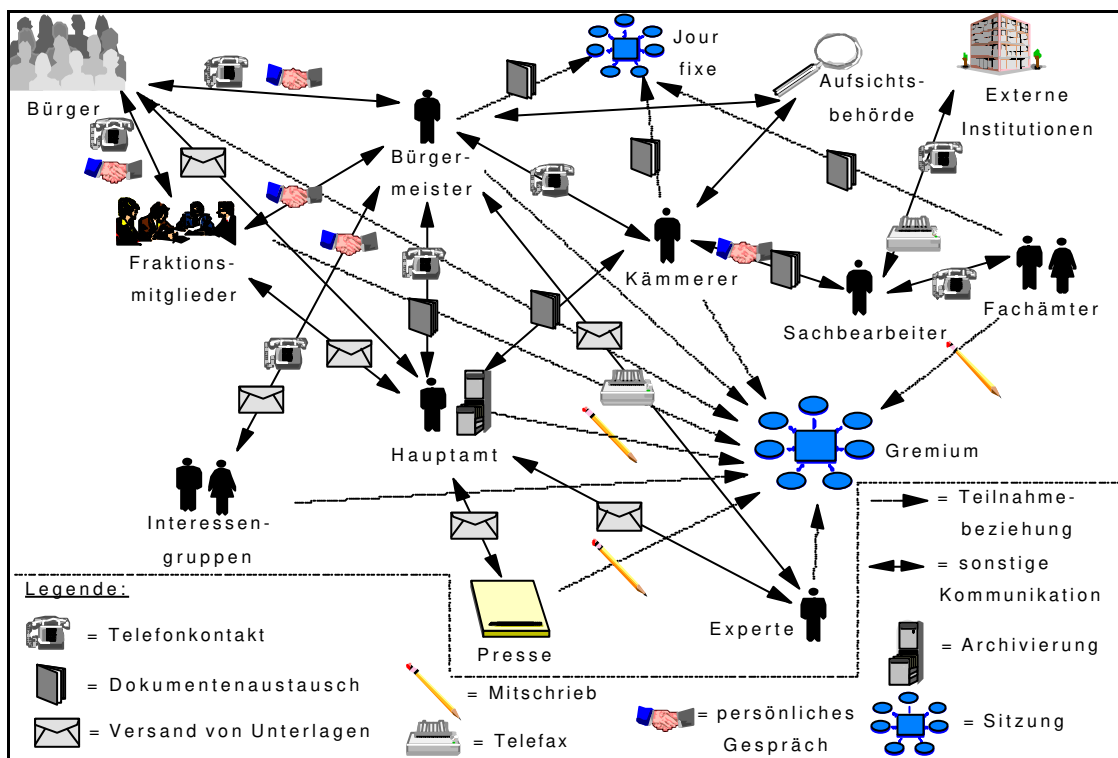 Jour
fixe
Bürger
Aufsichts-
behörde
Externe
Institutionen
Bürger-
meister
Fraktions-
mitglieder
Kämmerer
Sachbearbeiter
Fachämter
Hauptamt
Gremium
Interessen-
gruppen
= Teilnahme-
beziehung
= sonstige
Kommunikation
Legende:
= Telefonkontakt
Presse
Experte
= Archivierung
= Dokumentenaustausch
= Mitschrieb
= persönliches
Gespräch
= Sitzung
= Versand von Unterlagen
= Telefax